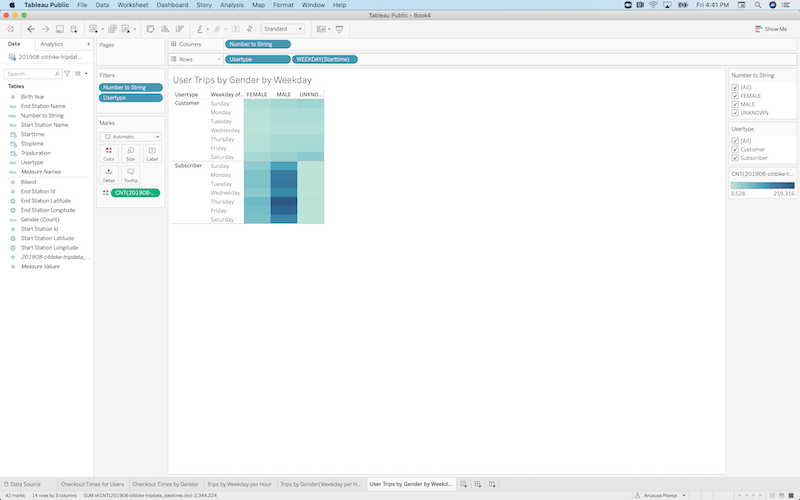 Tableau Public File Data Worksheet Dashboard Story Analysis Map Format Window Help
Fri 4:41 PM
Tableau Public - Book4
Standard
Show Me
Data Analytics
201908-citibike-tripdat...
Search
Tables
Birth Year
Abc End Station Name
Abc Number to String
Abc Start Station Name
Starttime
Stoptime
Tripduration
Abc Usertype
Abc Measure Names
Bikeid
End Station Id
End Station Latitude
End Station Longitude
Abc Gender (Count)
Start Station Id
Start Station Latitude
Start Station Longitude
201908-citibike-tripdata_...
Measure Values
Pages
Filters
Number to String
Usertype
Marks
Automatic
Color Size Label
Detail Tooltip
CNT(201908-...
Columns Number to String
Rows Usertype WEEKDAY(Starttime)
User Trips by Gender by Weekday
Usertype Weekday of.. FEMALE MALE UNKNO..
Customer Sunday
Monday
Tuesday
Wednesday
Thursday
Friday
Saturday
Subscriber Sunday
Monday
Tuesday
Wednesday
Thursday
Friday
Saturday
Number to String
(All)
FEMALE
MALE
UNKNOWN
Usertype
(All)
Customer
Subscriber
CNT(201908-citibike-t...
3,528 259,316
Data Source Checkout Times for Users Checkout Times by Gender Trips by Weekday per Hour Trips by Gender(Weekday per H... User Trips by Gender by Weekd...
42 marks 14 rows by 3 columns SUM of CNT(201908-citibike-tripdata_datetime.csv): 2,344,224
Anusuya Poonja